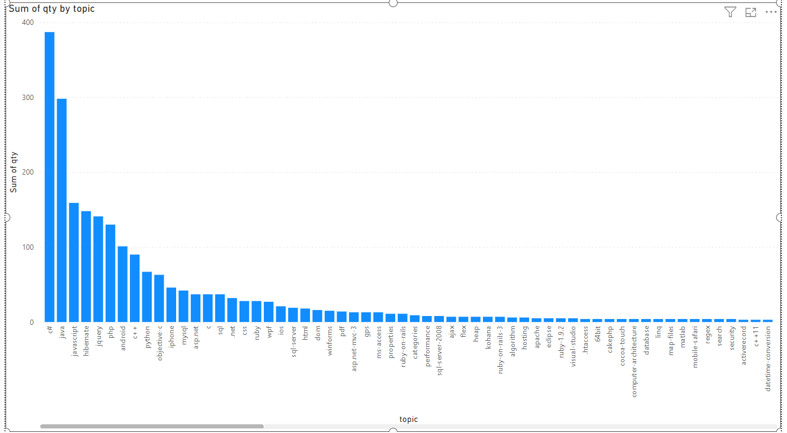 Sum of qty by topic
400
300
200
100
0
Sum of qty
c#
java
javascript
hibernate
jquery
php
android
c++
python
objective-c
iphone
mysql
asp.net
c
sql
.net
css
ruby
wpf
ios
sql-server
html
dom
winforms
pdf
asp.net-mvc-3
gps
ms-access
properties
ruby-on-rails
categories
performance
sql-server-2008
ajax
flex
heap
kohana
ruby-on-rails-3
algorithm
hosting
apache
eclipse
ruby-1.9.2
visual-studio
.htaccess
64bit
cakephp
cocoa-touch
computer-architecture
database
linq
map-files
matlab
mobile-safari
regex
search
security
activerecord
c++11
datetime-conversion
topic